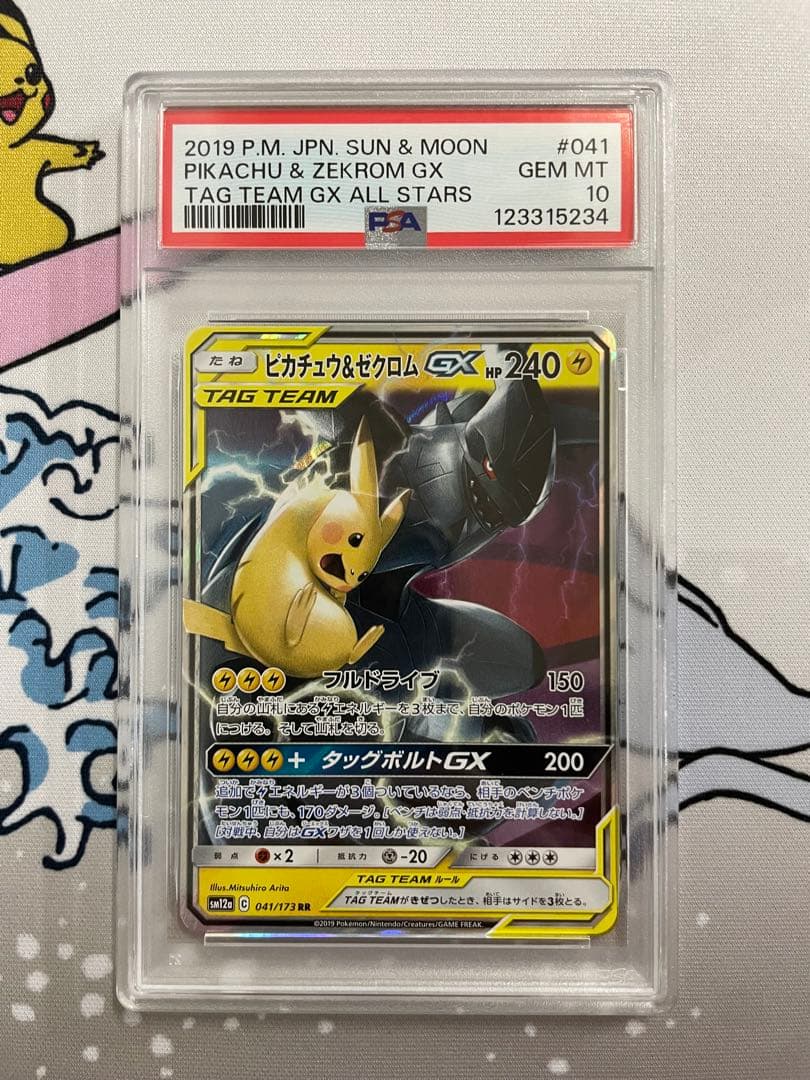 2019 P.M. JPN. SUN & MOON #041
PIKACHU & ZEKROM GX GEM MT
TAG TEAM GX ALL STARS 10
PSA 123315234
たね ピカチュウ&ゼクロムGX HP240
TAG TEAM
フルドライブ 150
自分の山札にあるエネルギーを3枚まで、自分のポケモン1匹
につける。そして山札を切る。
+ タッグボルトGX 200
追加でエネルギーが3個ついているなら、相手のベンチポケ
モン1匹にも、170ダメージ。[ベンチは弱点・抵抗力を計算しない。]
[対戦中、自分はGXワザを1回しか使えない。]
弱点 ×2 抵抗力 -20 にげる
Illus.Mitsuhiro Arita
TAG TEAM ルール
TAG TEAMがきぜつしたとき、相手はサイドを3枚とる。
sm12a C 041/173 RR
©2019 Pokémon/Nintendo/Creatures/GAME FREAK.